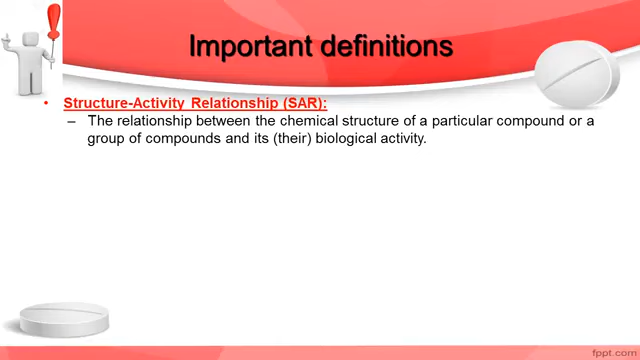 Important definitions
• Structure-Activity Relationship (SAR):
– The relationship between the chemical structure of a particular compound or a
group of compounds and its (their) biological activity.
fppt.com